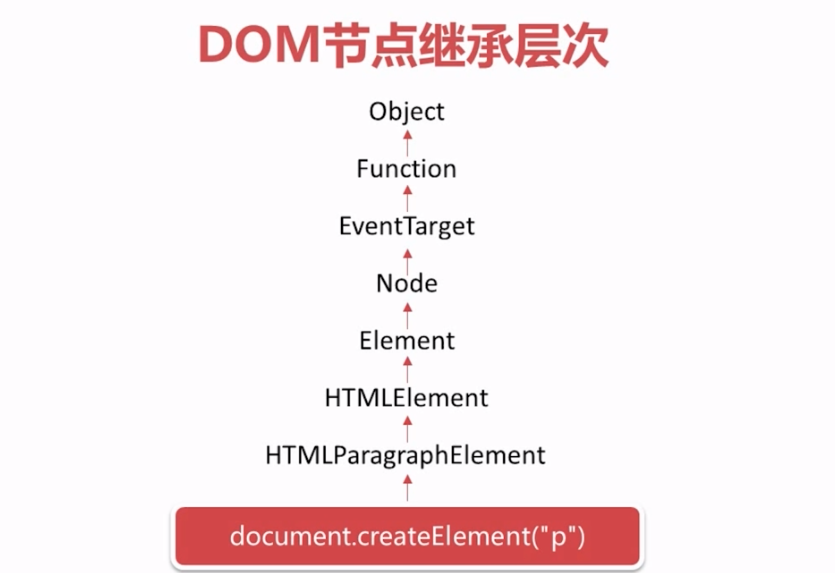 DOM节点继承层次
Object
Function
EventTarget
Node
Element
HTMLElement
HTMLParagraphElement
document.createElement("p")